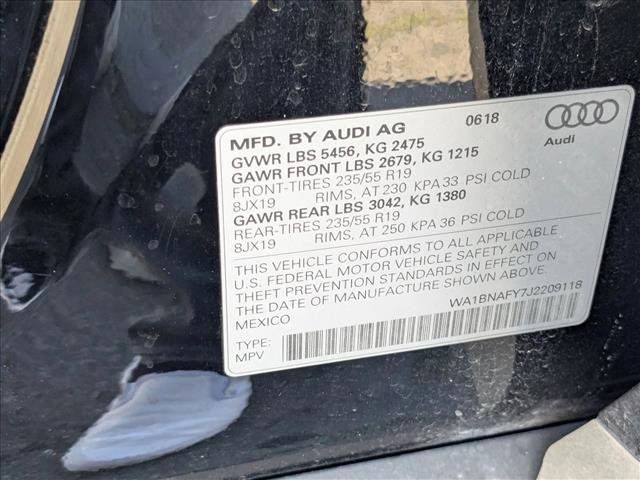 MFD. BY AUDI AG 0618
Audi
GVWR LBS 5456, KG 2475
GAWR FRONT LBS 2679, KG 1215
FRONT-TIRES 235/55 R19
8JX19 RIMS, AT 230 KPA 33 PSI COLD
GAWR REAR LBS 3042, KG 1380
REAR-TIRES 235/55 R19
8JX19 RIMS, AT 250 KPA 36 PSI COLD
THIS VEHICLE CONFORMS TO ALL APPLICABLE
U.S. FEDERAL MOTOR VEHICLE SAFETY AND
THEFT PREVENTION STANDARDS IN EFFECT ON
THE DATE OF MANUFACTURE SHOWN ABOVE.
MEXICO WA1BNAFY7J2209118
TYPE:
MPV